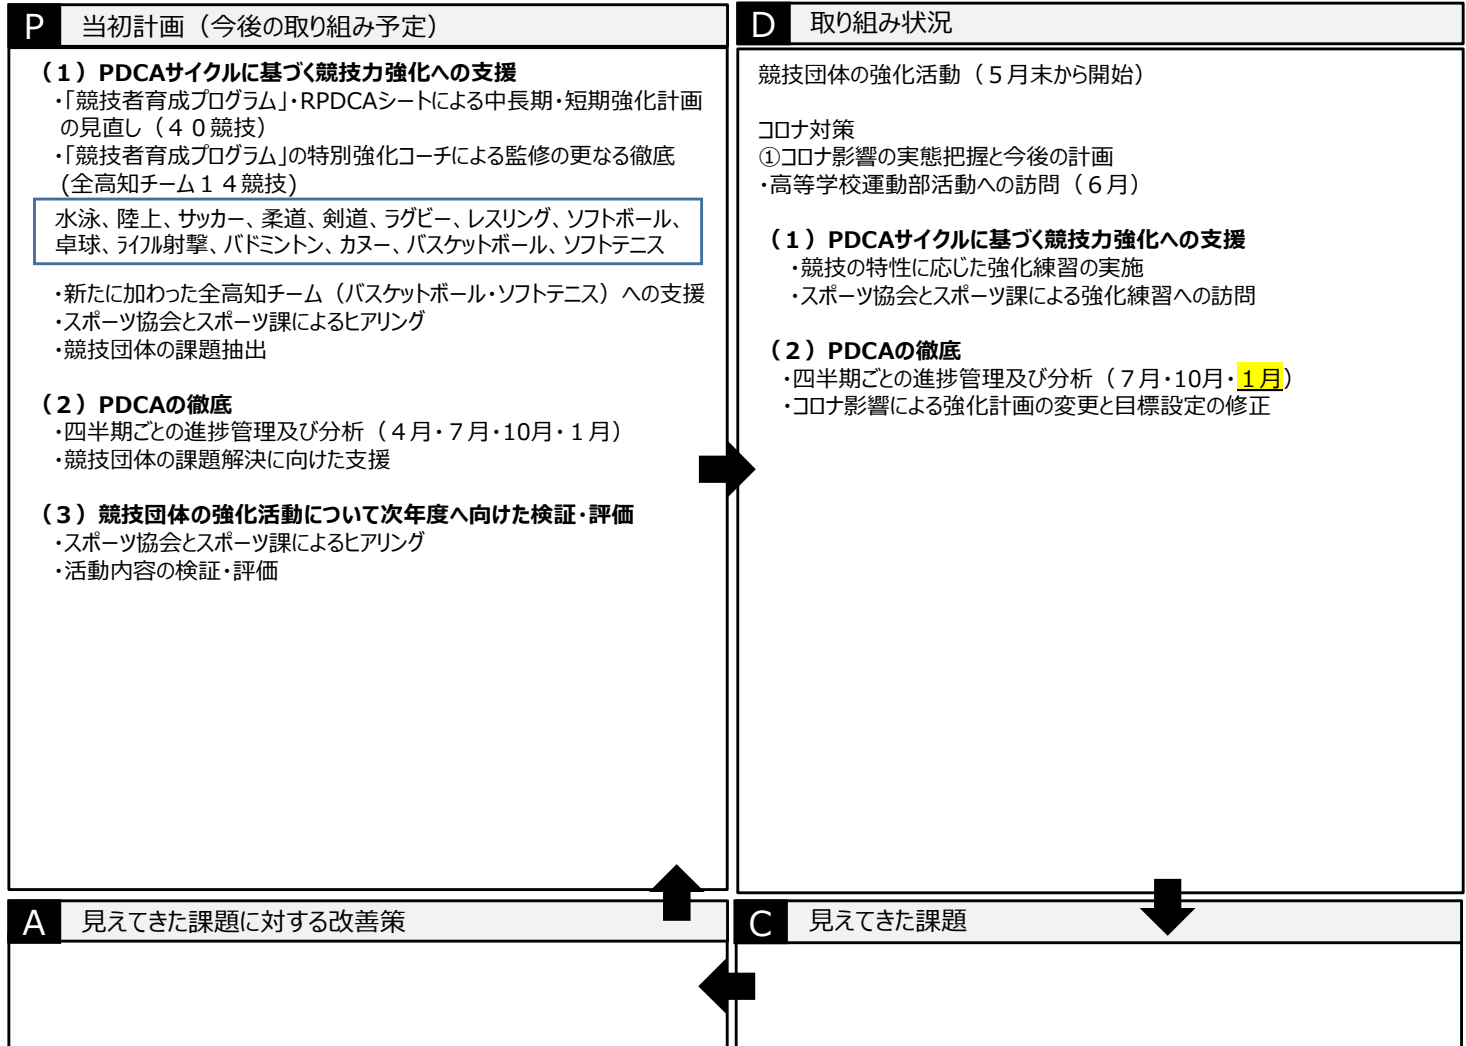 P 当初計画（今後の取り組み予定）
（１）PDCAサイクルに基づく競技力強化への支援
・「競技者育成プログラム」・RPDCAシートによる中長期・短期強化計画
の見直し（４０競技）
・「競技者育成プログラム」の特別強化コーチによる監修の更なる徹底
(全高知チーム１４競技)
水泳、陸上、サッカー、柔道、剣道、ラグビー、レスリング、ソフトボール、
卓球、ﾗｲﾌﾙ射撃、バドミントン、カヌー、バスケットボール、ソフトテニス
・新たに加わった全高知チーム（バスケットボール・ソフトテニス）への支援
・スポーツ協会とスポーツ課によるヒアリング
・競技団体の課題抽出
（２）PDCAの徹底
・四半期ごとの進捗管理及び分析（４月・７月・10月・１月）
・競技団体の課題解決に向けた支援
（３）競技団体の強化活動について次年度へ向けた検証・評価
・スポーツ協会とスポーツ課によるヒアリング
・活動内容の検証・評価
D 取り組み状況
競技団体の強化活動（５月末から開始）
コロナ対策
①コロナ影響の実態把握と今後の計画
・高等学校運動部活動への訪問（６月）
（１）PDCAサイクルに基づく競技力強化への支援
・競技の特性に応じた強化練習の実施
・スポーツ協会とスポーツ課による強化練習への訪問
（２）PDCAの徹底
・四半期ごとの進捗管理及び分析（７月・10月・１月）
・コロナ影響による強化計画の変更と目標設定の修正
A 見えてきた課題に対する改善策
C 見えてきた課題